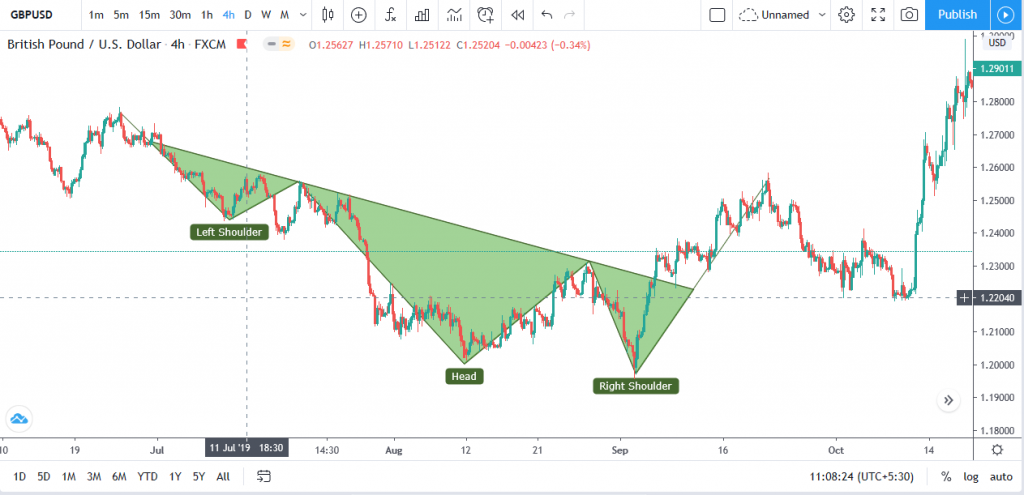 GBPUSD 1m 5m 15m 30m 1h 4h D W M Unnamed Publish
British Pound / U.S. Dollar · 4h · FXCM O1.25627 H1.25710 L1.25122 C1.25204 −0.00423 (−0.34%)
USD
1.29011
1.28000
1.27000
1.26000
1.25000
1.24000
1.23000
1.22040
1.21000
1.20000
1.19000
1.18000
Left Shoulder
Head
Right Shoulder
10 19 Jul 11 Jul '19 18:30 14:30 Aug 12 21 Sep 16 Oct 14
1D 5D 1M 3M 6M YTD 1Y 5Y All 11:08:24 (UTC+5:30) % log auto